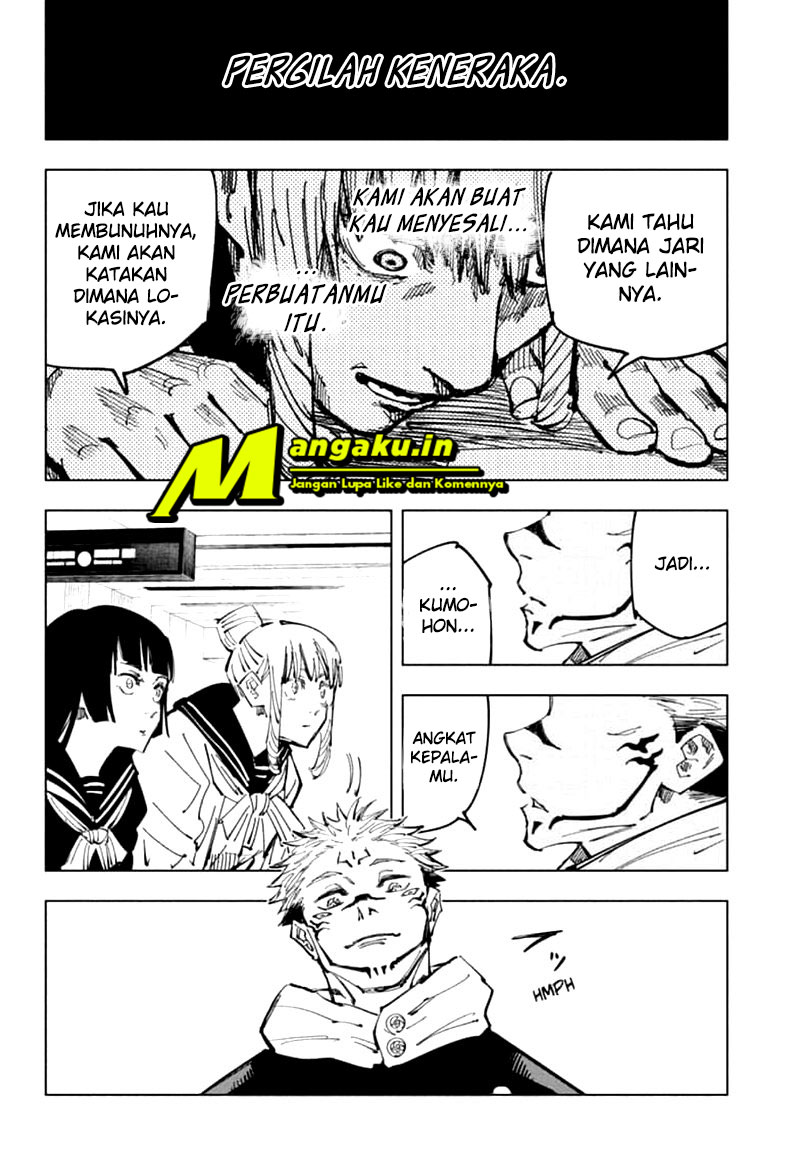 PERGILAH KENERAKA.
KAMI TAHU
DIMANA JARI
YANG LAIN-
NYA.
KAMI AKAN BUAT
KAU MENYESALI...
...
PERBUATANMU
ITU.
JIKA KAU
MEMBUNUHNYA,
KAMI AKAN
KATAKAN
DIMANA LO-
KASINYA.
Mangaku.in
Jangan Lupa Like dan Komennya
JADI...
...
KUMO-
HON...
ANGKAT
KEPALA-
MU.
フッ
HMPH